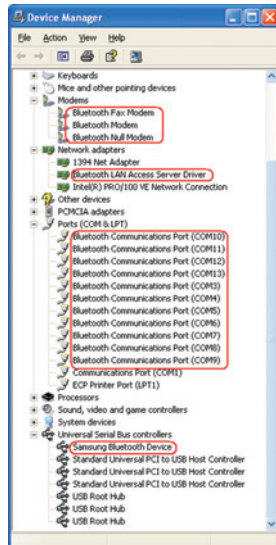 Device Manager
File Action View Help
Keyboards
Mice and other pointing devices
Modems
Bluetooth Fax Modem
Bluetooth Modem
Bluetooth Null Modem
Network adapters
1394 Net Adapter
Bluetooth LAN Access Server Driver
Intel(R) PRO/100 VE Network Connection
Other devices
PCMCIA adapters
Ports (COM & LPT)
Bluetooth Communications Port (COM10)
Bluetooth Communications Port (COM11)
Bluetooth Communications Port (COM12)
Bluetooth Communications Port (COM13)
Bluetooth Communications Port (COM3)
Bluetooth Communications Port (COM4)
Bluetooth Communications Port (COM5)
Bluetooth Communications Port (COM6)
Bluetooth Communications Port (COM7)
Bluetooth Communications Port (COM8)
Bluetooth Communications Port (COM9)
Communications Port (COM1)
ECP Printer Port (LPT1)
Processors
Sound, video and game controllers
System devices
Universal Serial Bus controllers
Samsung Bluetooth Device
Standard Universal PCI to USB Host Controller
Standard Universal PCI to USB Host Controller
Standard Universal PCI to USB Host Controller
USB Root Hub
USB Root Hub
USB Root Hub